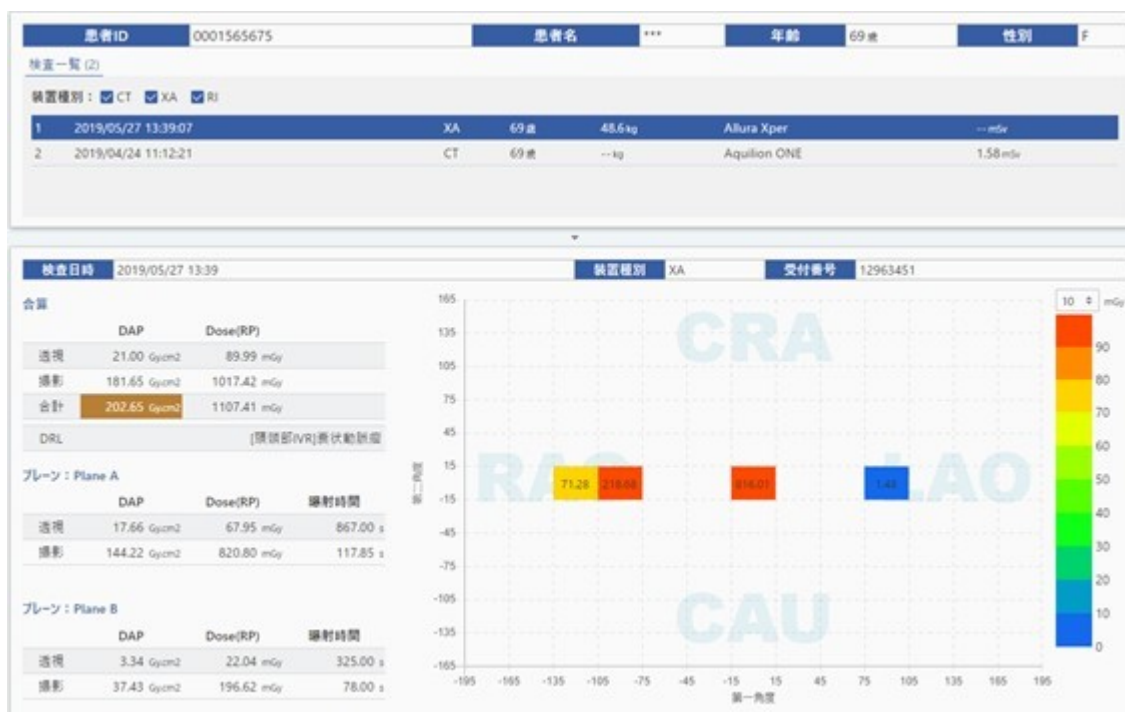 患者ID 0001565675 患者名 *** 年齢 69歳 性別 F
検査一覧 (2)
装置種別： CT XA RI
1 2019/05/27 13:39:07 XA 69歳 48.6kg Allura Xper --mSv
2 2019/04/24 11:12:21 CT 69歳 --kg Aquilion ONE 1.58mSv
検査日時 2019/05/27 13:39 装置種別 XA 受付番号 12963451
合算
DAP Dose(RP)
透視 21.00 Gycm2 89.99 mGy
撮影 181.65 Gycm2 1017.42 mGy
合計 202.65 Gycm2 1107.41 mGy
DRL [頭頸部IVR]嚢状動脈瘤
プレーン：Plane A
DAP Dose(RP) 曝射時間
透視 17.66 Gycm2 67.95 mGy 867.00 s
撮影 144.22 Gycm2 820.80 mGy 117.85 s
プレーン：Plane B
DAP Dose(RP) 曝射時間
透視 3.34 Gycm2 22.04 mGy 325.00 s
撮影 37.43 Gycm2 196.62 mGy 78.00 s
165
135
105
75
45
15
-15
-45
-75
-105
-135
-165
第二角度
CRA
RAO LAO
71.28 218.68 816.01 1.43
CAU
-195 -165 -135 -105 -75 -45 -15 15 45 75 105 135 165 195
第一角度
10 mGy
90
80
70
60
50
40
30
20
10
0